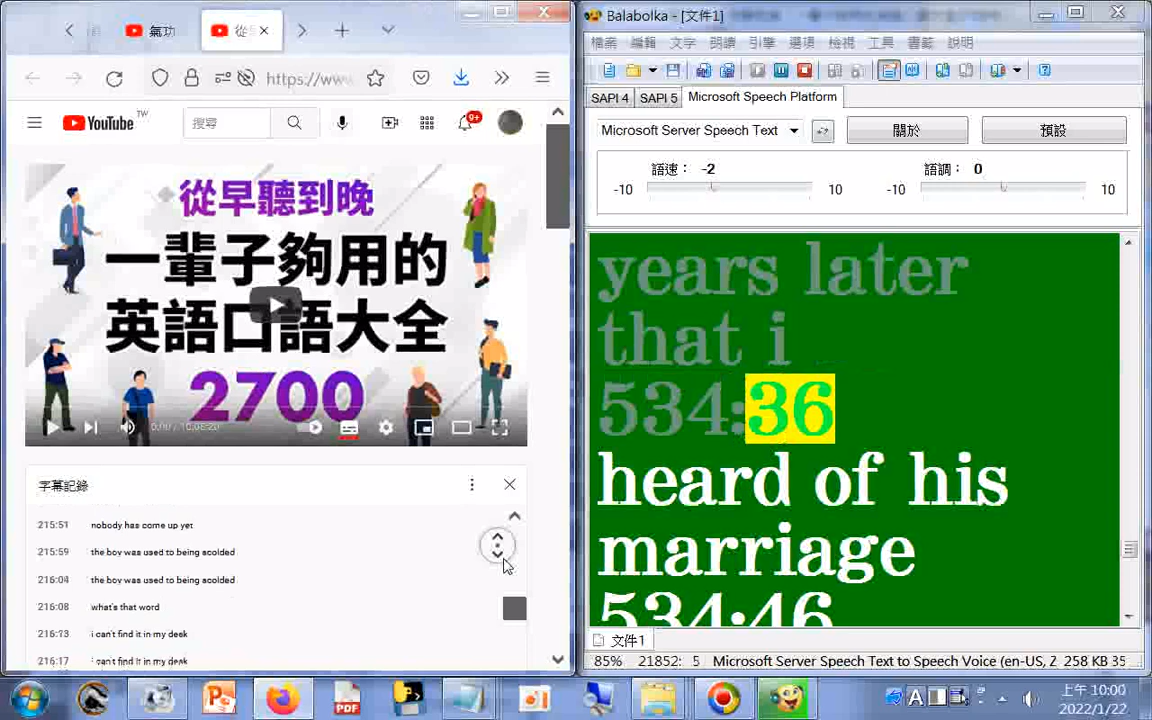 氣功
從
https://www
Balabolka - [文件1]
檔案 編輯 文字 朗讀 引擎 選項 檢視 工具 書籤 說明
SAPI 4 SAPI 5 Microsoft Speech Platform
Microsoft Server Speech Text
關於
預設
語速： -2
語調： 0
-10 10 -10 10
YouTube TW
搜尋
9+
從早聽到晚
一輩子夠用的
英語口語大全
2700
字幕記錄
215:51 nobody has come up yet
215:59 the boy was used to being scolded
216:04 the boy was used to being scolded
216:08 what's that word
216:13 i can't find it in my desk
216:17 i can't find it in my desk
years later
that i
534:36
heard of his
marriage
534:46
文件1
85% 21852: 5 Microsoft Server Speech Text to Speech Voice (en-US, 2 258 KB 35
PDF
A
上午 10:00
2022/1/22